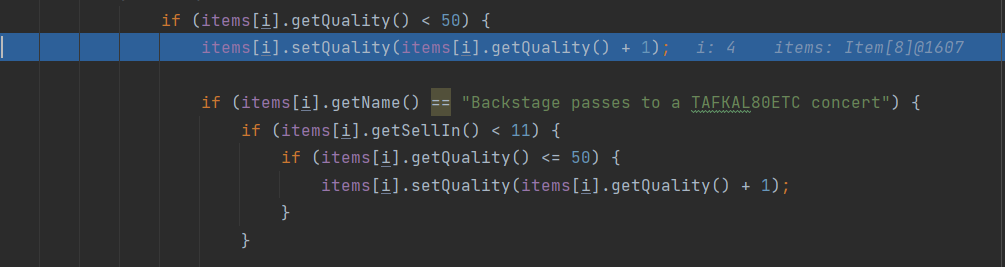 if (items[i].getQuality() < 50) {
items[i].setQuality(items[i].getQuality() + 1); i: 4 items: Item[8]@1607
if (items[i].getName() == "Backstage passes to a TAFKAL80ETC concert") {
if (items[i].getSellIn() < 11) {
if (items[i].getQuality() <= 50) {
items[i].setQuality(items[i].getQuality() + 1);
}
}